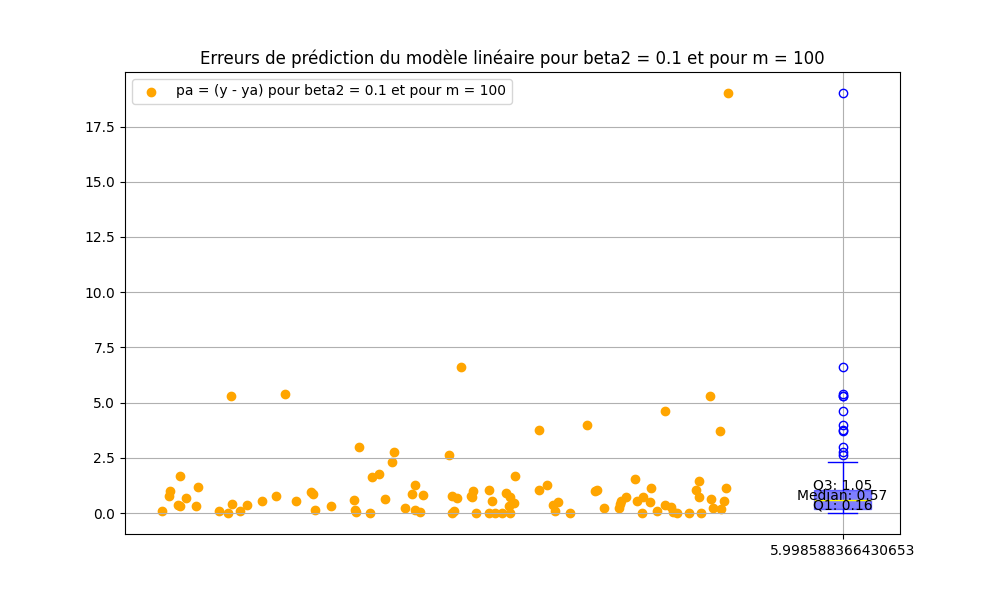 Erreurs de prédiction du modèle linéaire pour beta2 = 0.1 et pour m = 100
pa = (y - ya) pour beta2 = 0.1 et pour m = 100
17.5
15.0
12.5
10.0
7.5
5.0
2.5
0.0
Q3: 1.05
Median: 0.57
Q1: 0.16
5.998588366430653